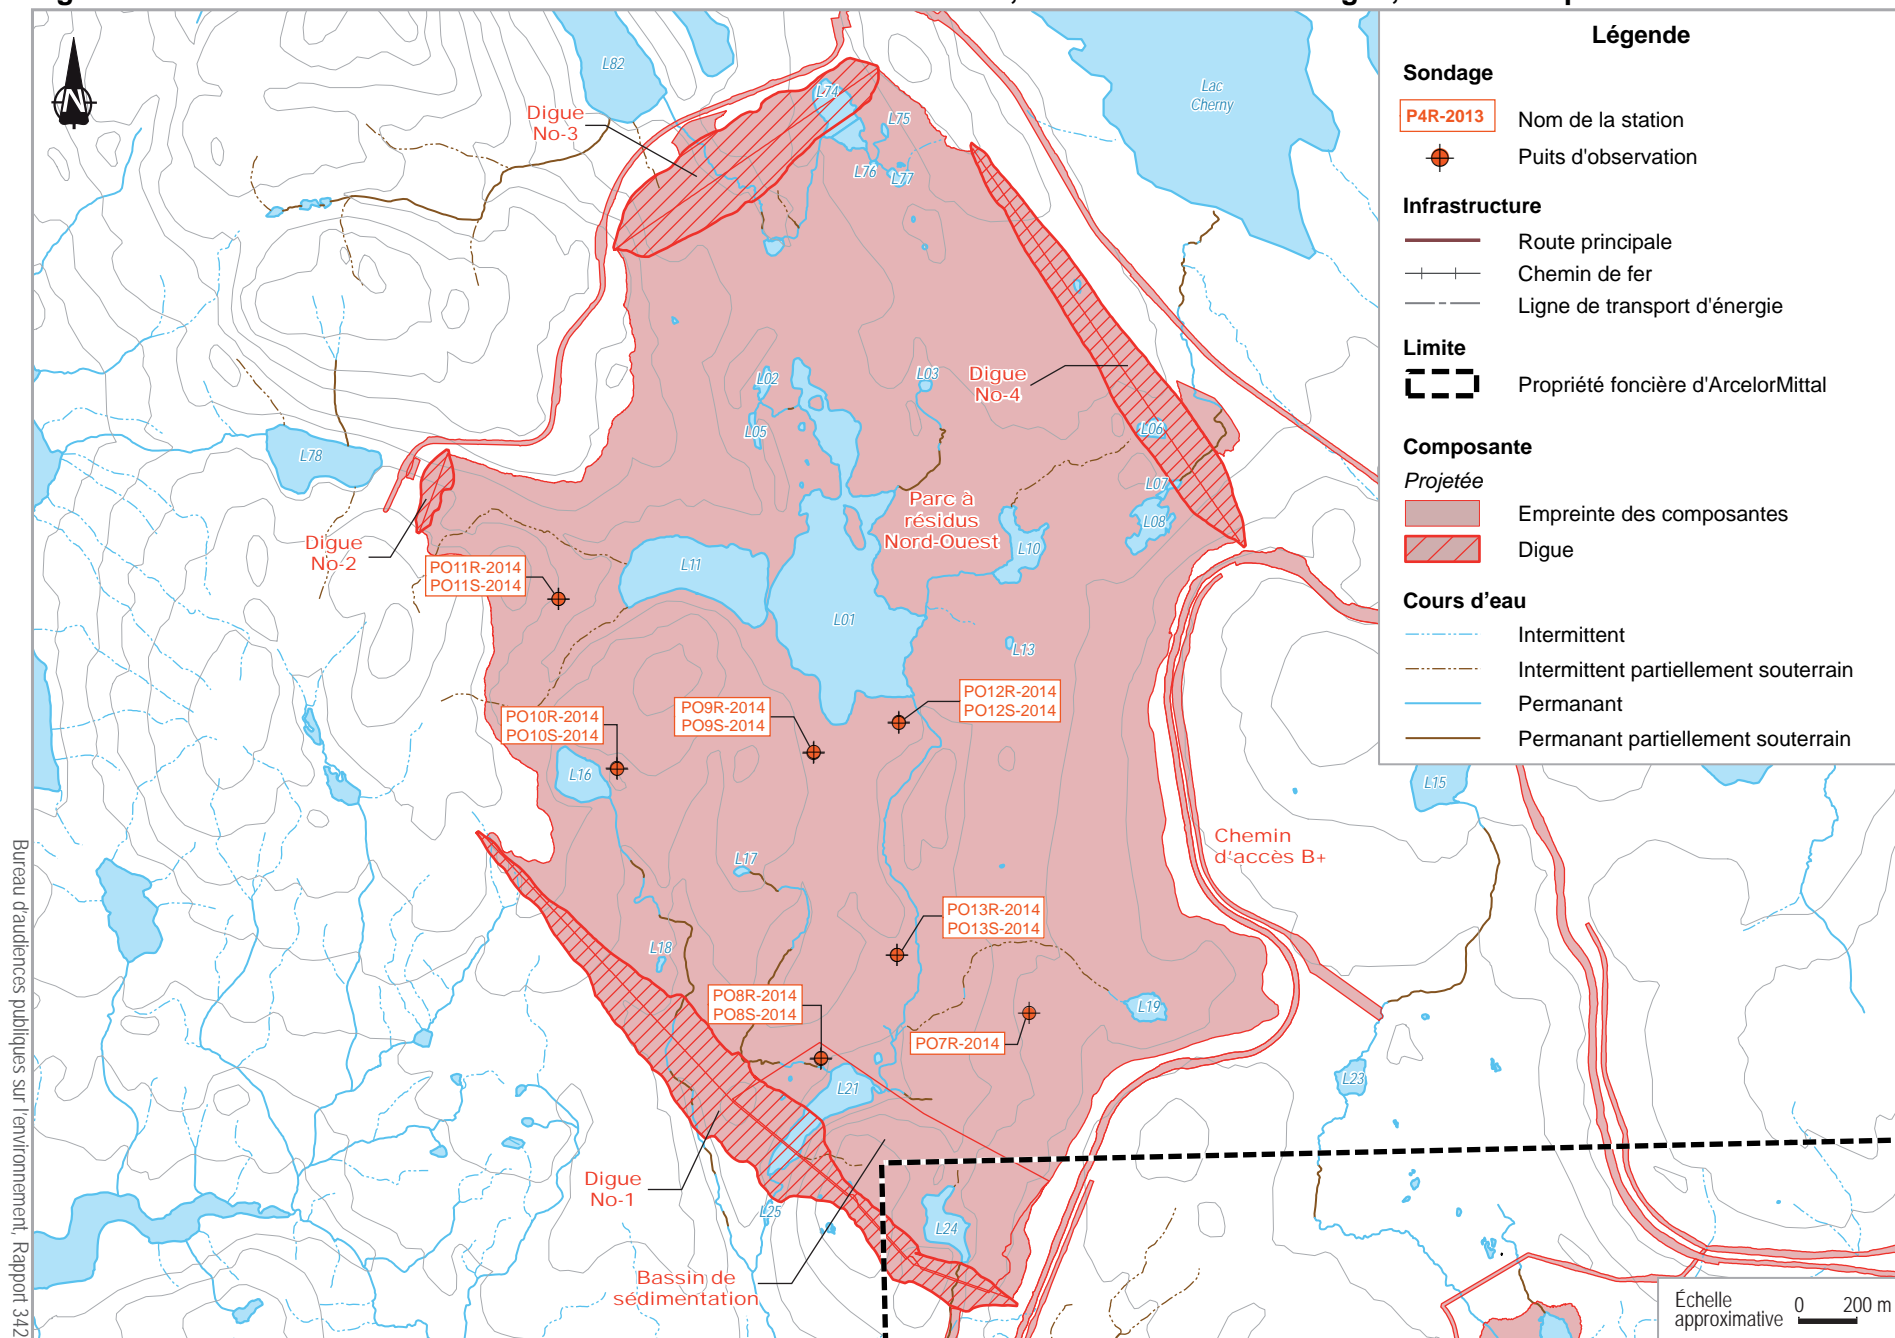 L82
L74
L75
L76
L77
Digue
No-3
Lac
Cherny
N
L02
L03
L05
Digue
No-4
L06
L07
L08
L78
Parc à
résidus
Nord-Ouest
L10
L11
L01
L13
Digue
No-2
PO11R-2014
PO11S-2014
PO10R-2014
PO10S-2014
PO9R-2014
PO9S-2014
PO12R-2014
PO12S-2014
L16
L15
Chemin
d'accès B+
L17
L18
PO13R-2014
PO13S-2014
PO8R-2014
PO8S-2014
PO7R-2014
L19
L21
L23
L24
L25
Digue
No-1
Bassin de
sédimentation
Légende
Sondage
P4R-2013
Nom de la station
Puits d'observation
Infrastructure
Route principale
Chemin de fer
Ligne de transport d'énergie
Limite
Propriété foncière d'ArcelorMittal
Composante
Projetée
Empreinte des composantes
Digue
Cours d'eau
Intermittent
Intermittent partiellement souterrain
Permanant
Permanant partiellement souterrain
Échelle
approximative
0 200 m
Bureau d'audiences publiques sur l'environnement, Rapport 342